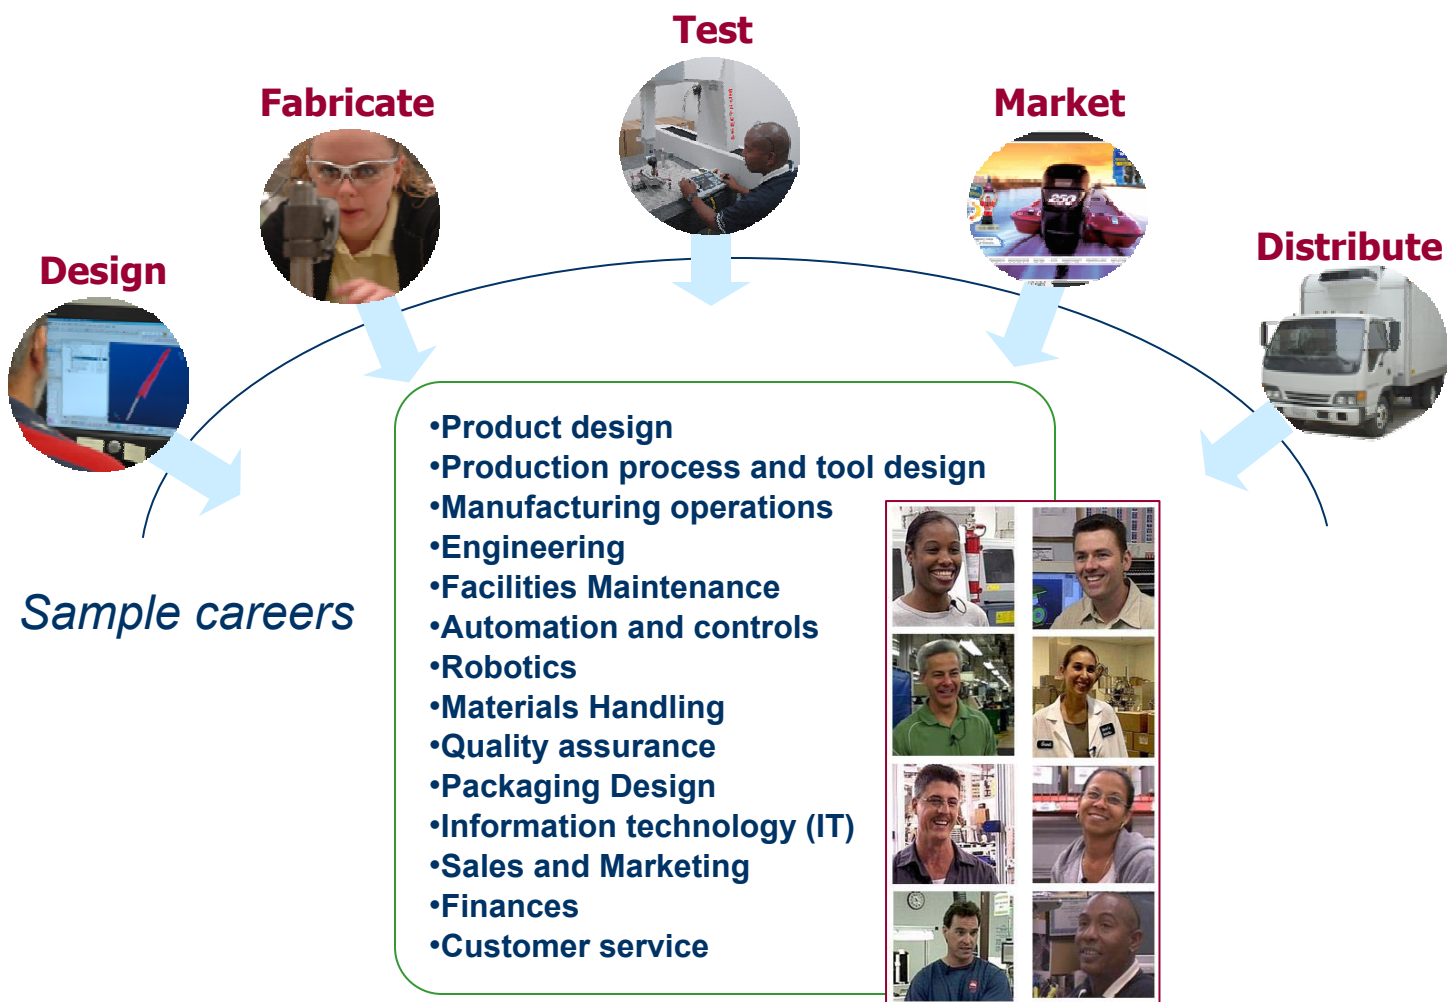 Test
Fabricate
Market
Distribute
Design
250
•Product design
•Production process and tool design
•Manufacturing operations
•Engineering
•Facilities Maintenance
•Automation and controls
•Robotics
•Materials Handling
•Quality assurance
•Packaging Design
•Information technology (IT)
•Sales and Marketing
•Finances
•Customer service
Sample careers